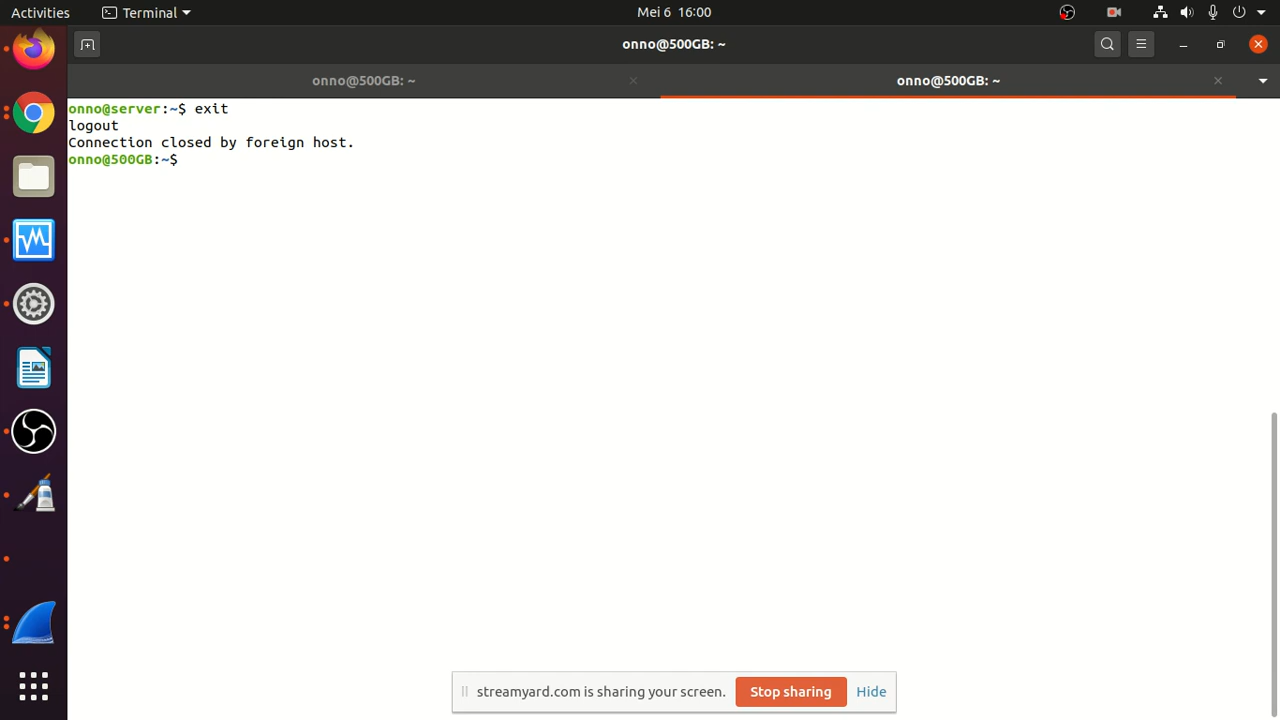 Activities Terminal Mei 6 16:00
onno@500GB: ~
onno@500GB: ~ onno@500GB: ~
onno@server:~$ exit
logout
Connection closed by foreign host.
onno@500GB:~$
streamyard.com is sharing your screen. Stop sharing Hide